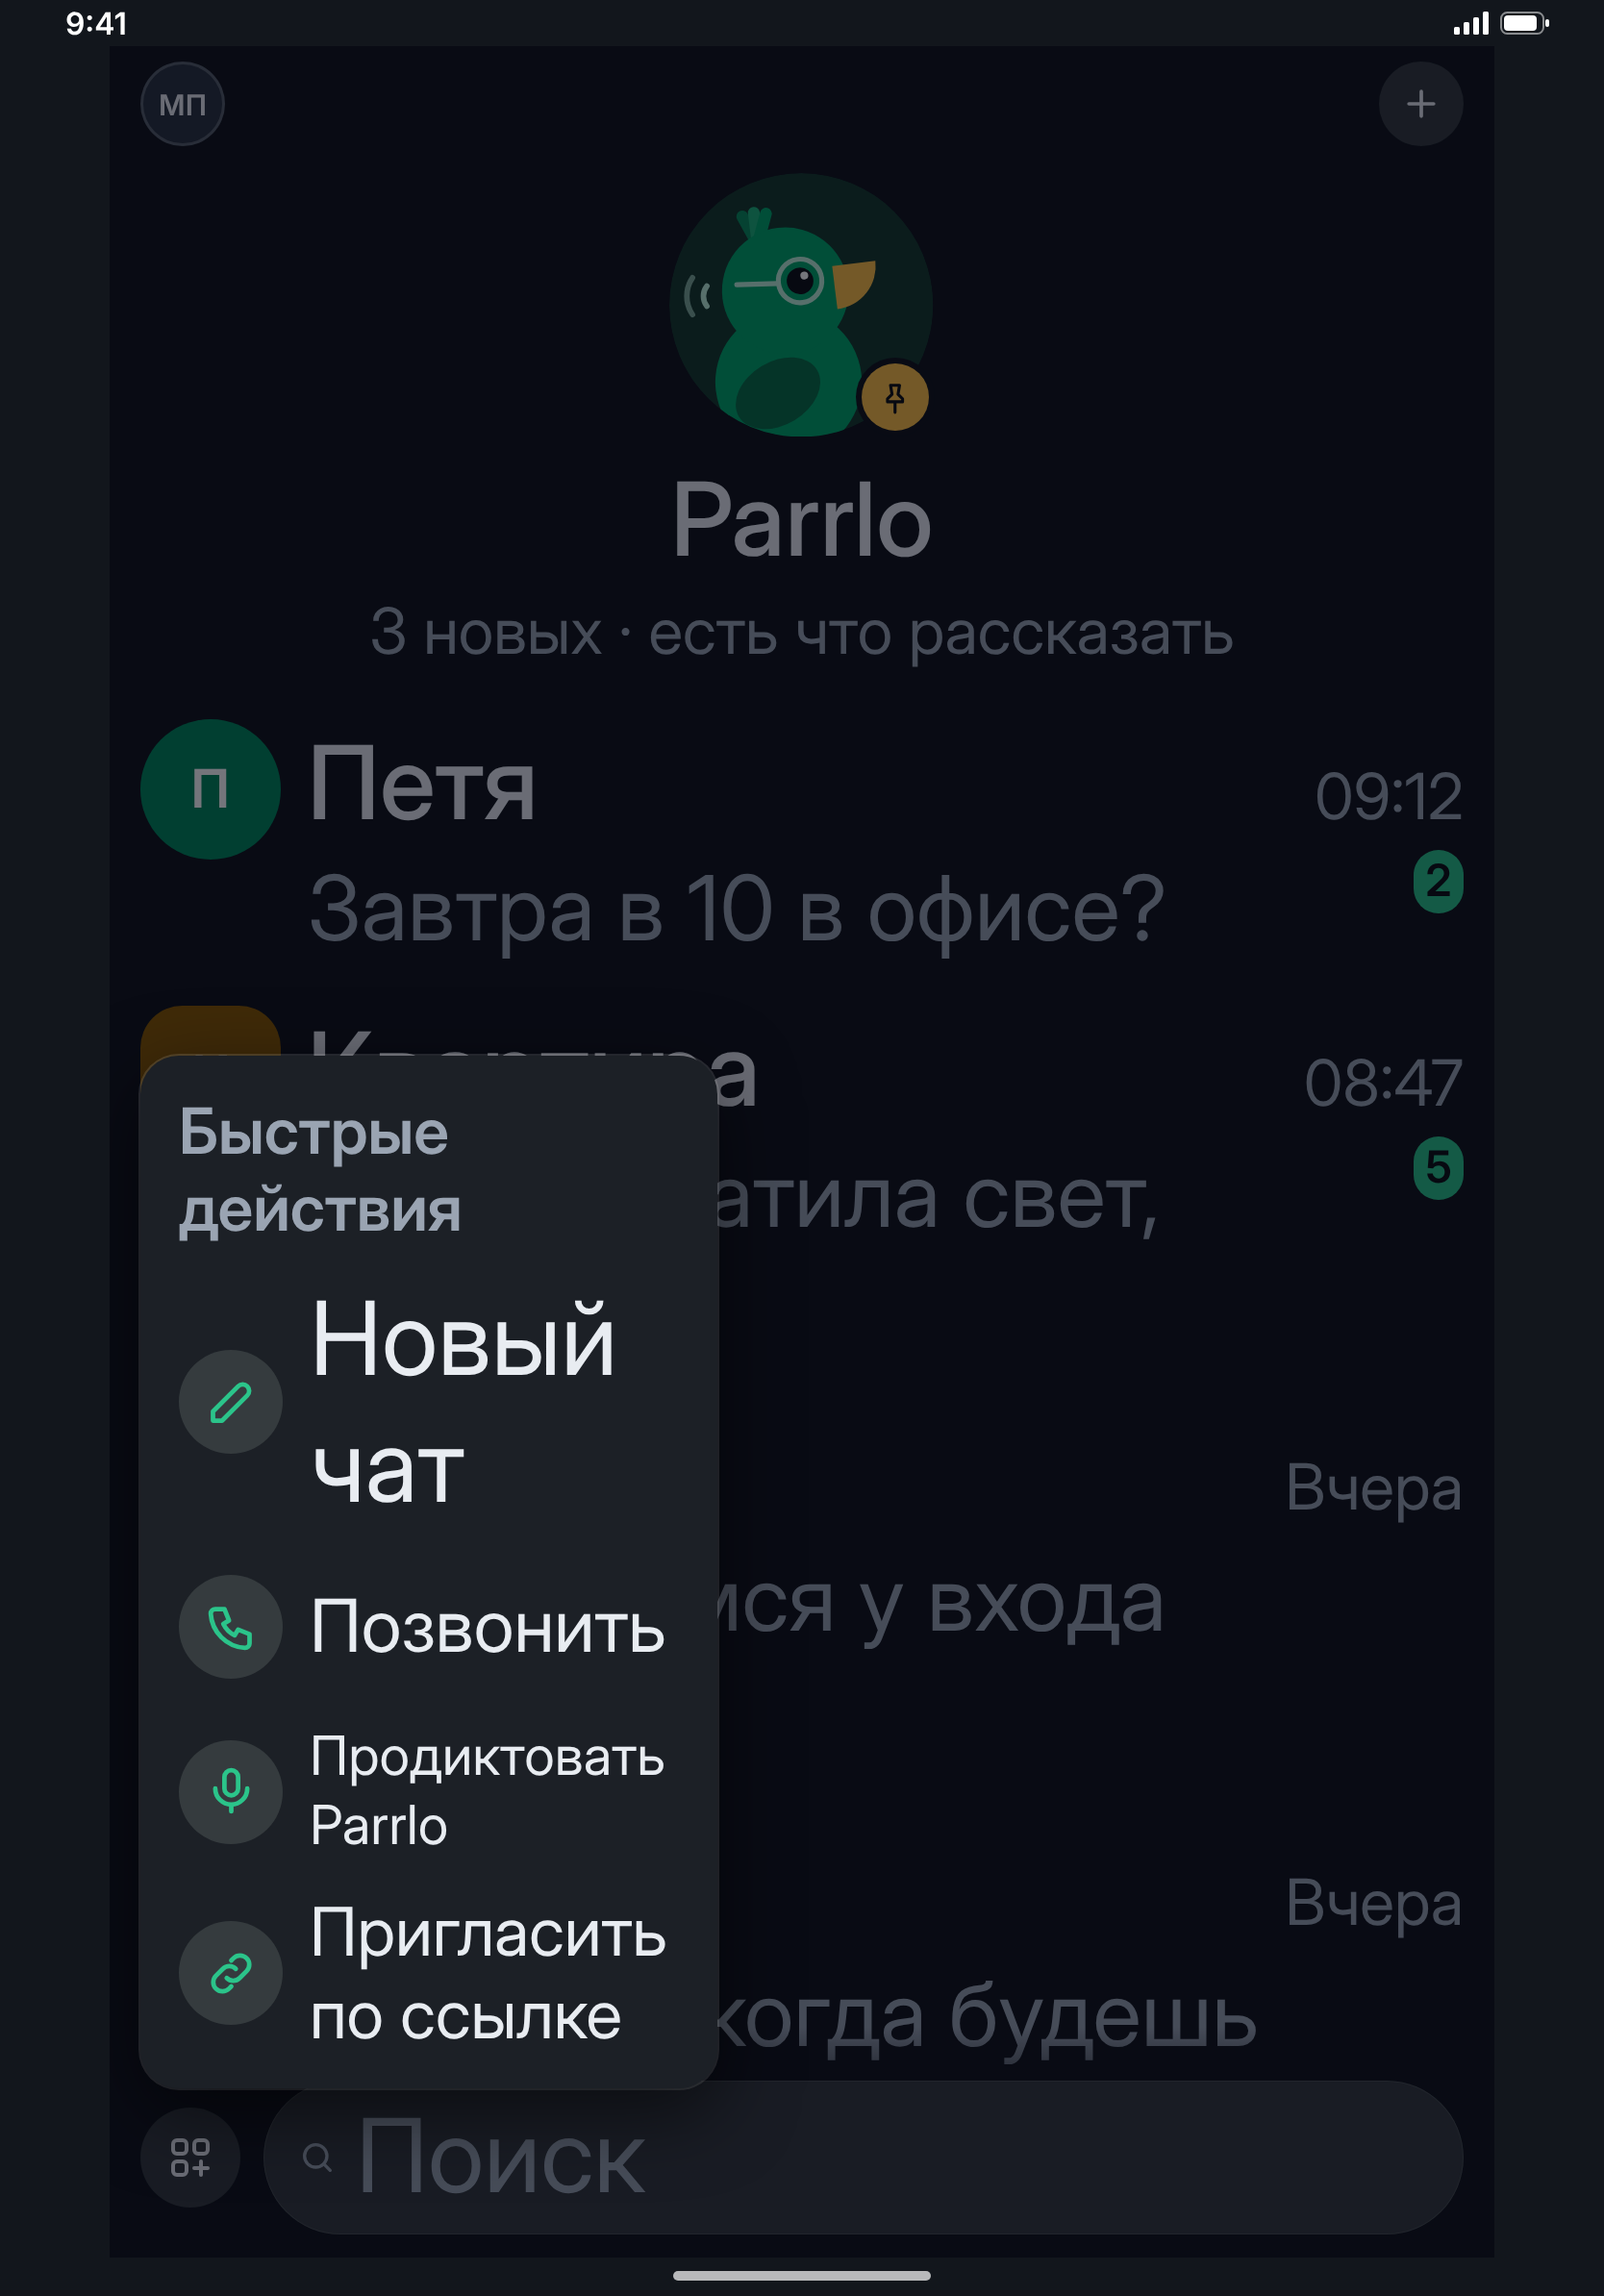 9:41
МП
Parrlo
3 новых · есть что рассказать
П
Петя
09:12
Завтра в 10 в офисе?
2
08:47
5
атила свет,
Вчера
у входа
Вчера
когда будешь
Быстрые
действия
Новый
чат
Позвонить
Продиктовать
Parrlo
Пригласить
по ссылке
Поиск